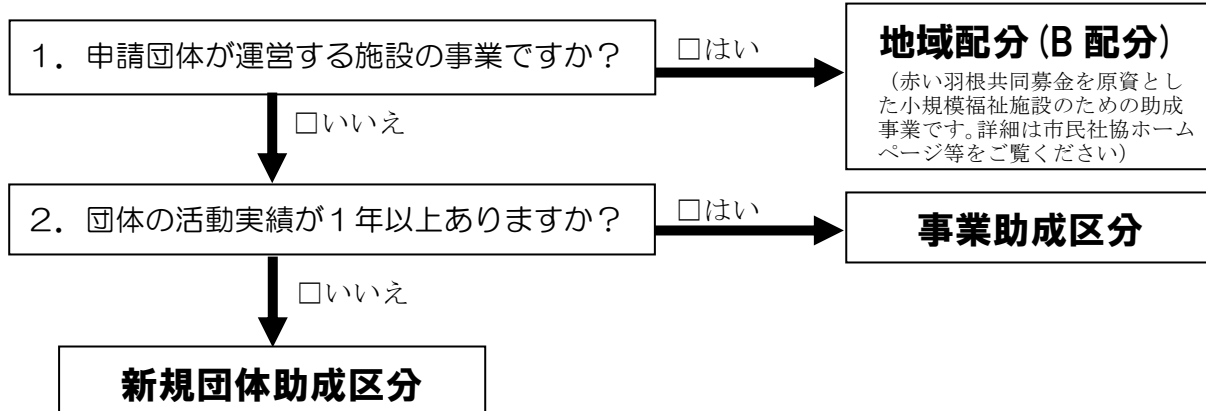 1．申請団体が運営する施設の事業ですか？
□はい
地域配分（B 配分）
（赤い羽根共同募金を原資とし
た小規模福祉施設のための助成
事業です。詳細は市民社協ホーム
ページ等をご覧ください）
□いいえ
2．団体の活動実績が１年以上ありますか？
□はい
事業助成区分
□いいえ
新規団体助成区分